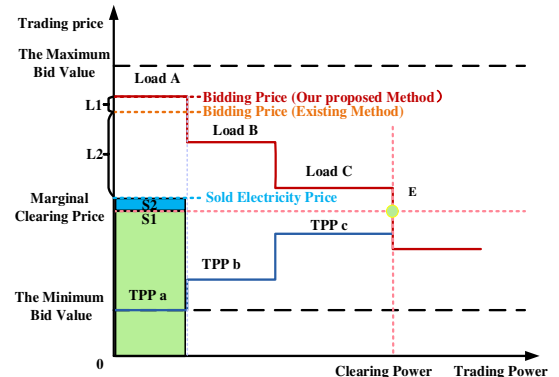 Trading price
The Maximum
Bid Value
Load A
L1
Bidding Price (Our proposed Method）
Bidding Price (Existing Method)
Load B
L2
Load C
E
Marginal
Clearing Price
S2
Sold Electricity Price
S1
TPP c
TPP b
The Minimum
Bid Value
TPP a
0
Clearing Power
Trading Power